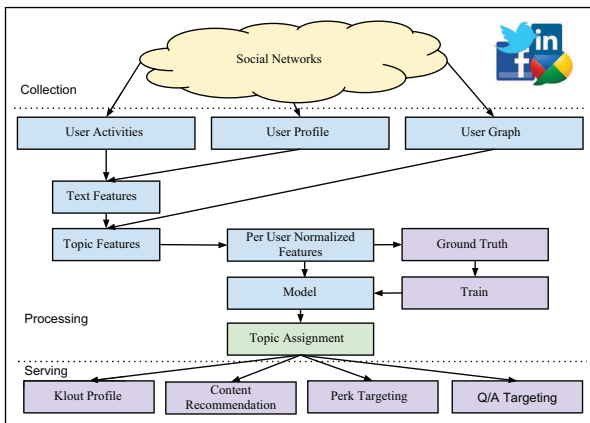 Social Networks
in
f
Collection
User Activities
User Profile
User Graph
Text Features
Topic Features
Per User Normalized
Features
Ground Truth
Model
Train
Processing
Topic Assignment
Serving
Klout Profile
Content
Recommendation
Perk Targeting
Q/A Targeting